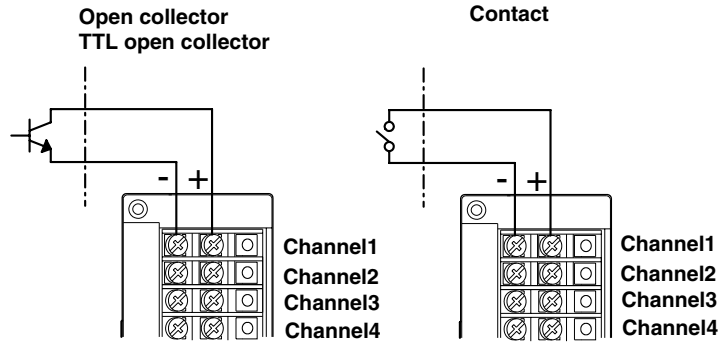 Open collector
TTL open collector
Contact
- +
- +
Channel1
Channel2
Channel3
Channel4
Channel1
Channel2
Channel3
Channel4